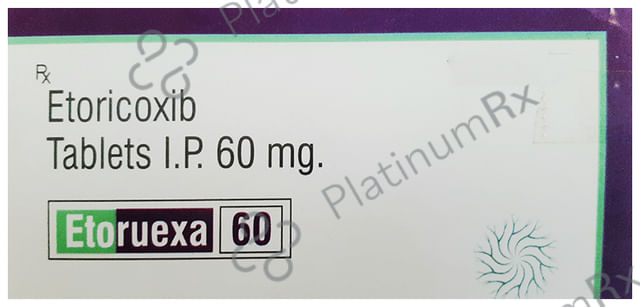 Rx
Etoricoxib
Tablets I.P. 60 mg.
Etoruexa 60
PlatinumRx